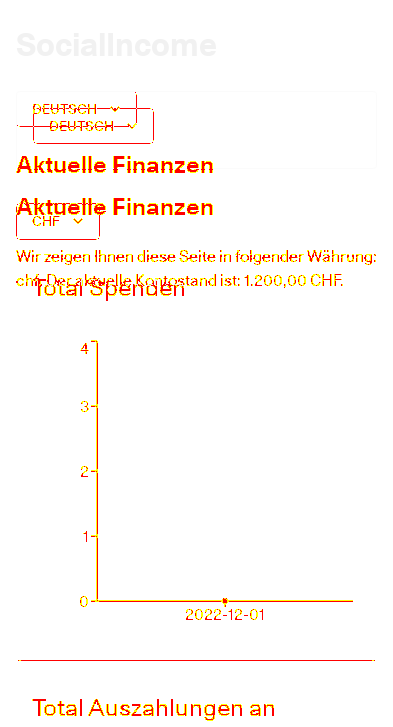 SocialIncome
DEUTSCH
DEUTSCH
Aktuelle Finanzen
Aktuelle Finanzen
CHF
Wir zeigen Ihnen diese Seite in folgender Währung:
chf. Der aktuelle Kontostand ist: 1.200,00 CHF.
Total Spenden
4
3
2
1
0
2022-12-01
Total Auszahlungen an